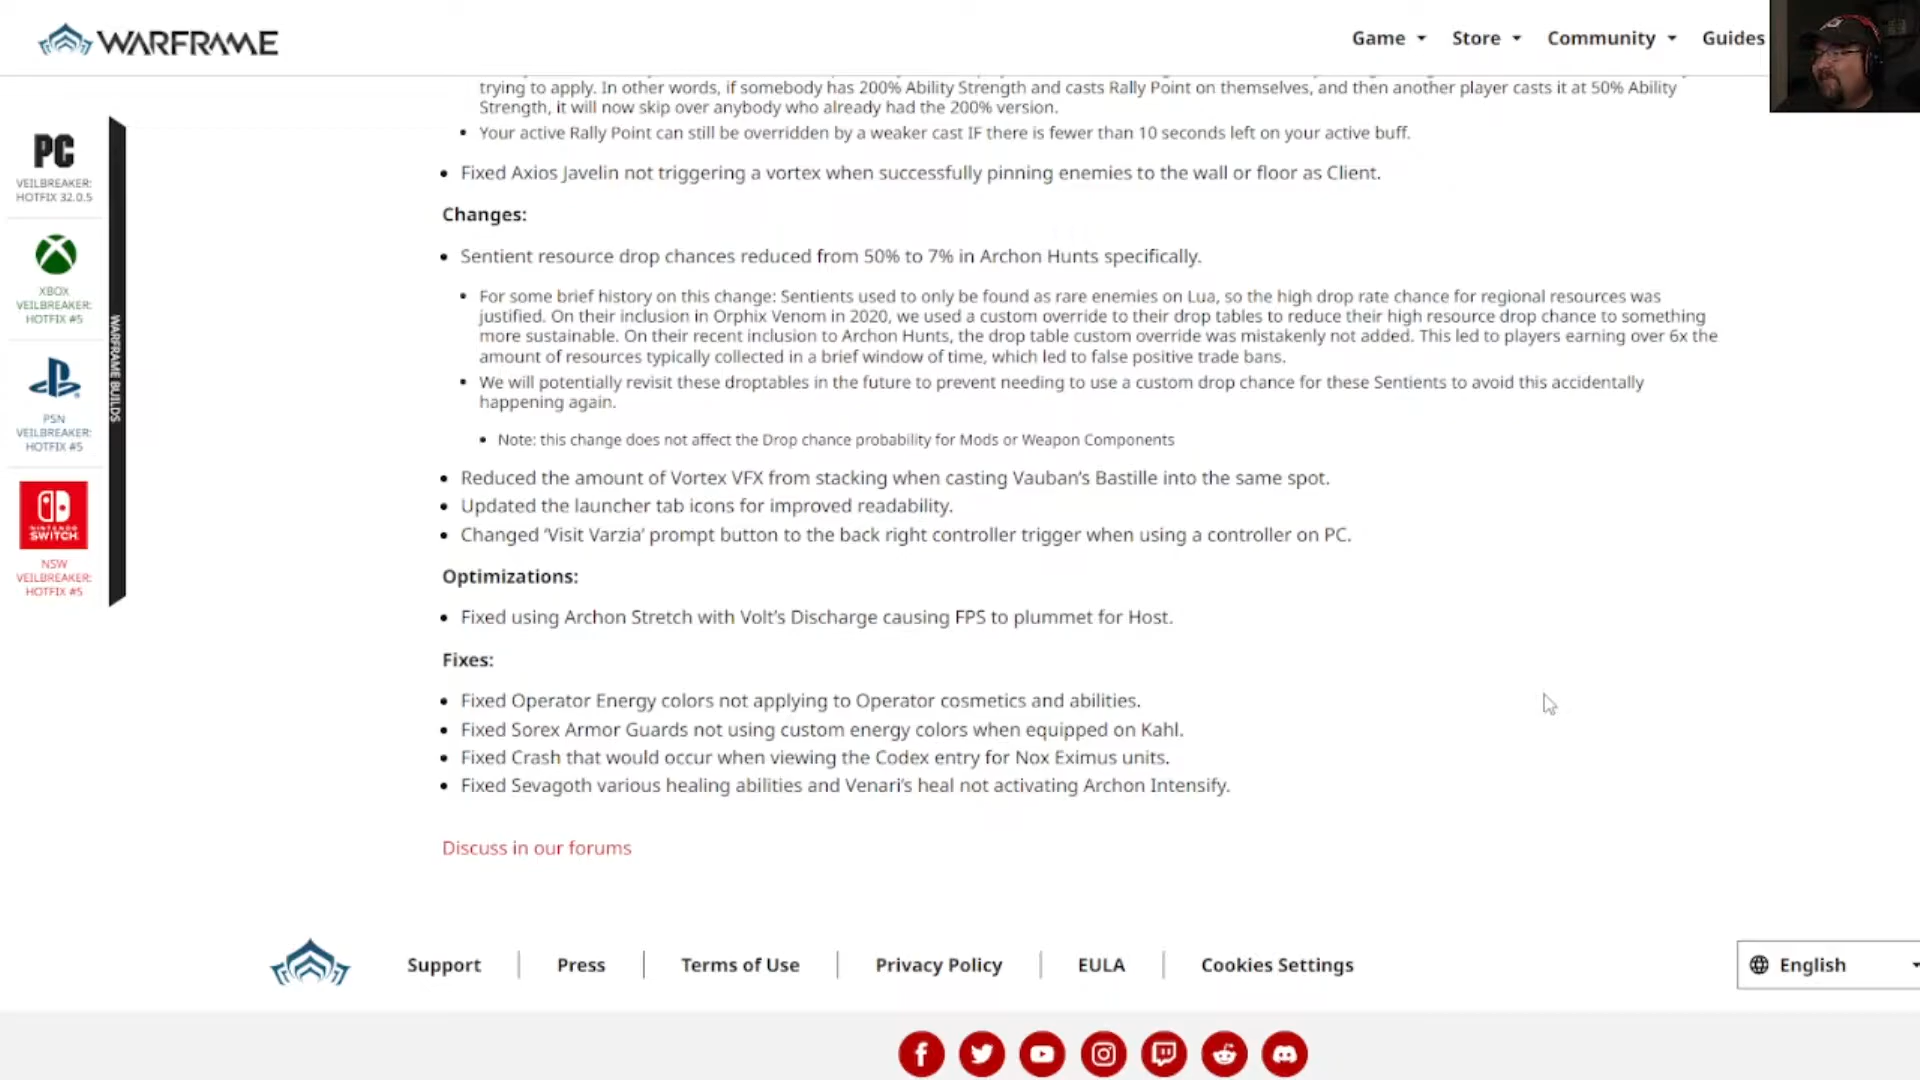 WARFRAME
Game
Store
Community
Guides
trying to apply. In other words, if somebody has 200% Ability Strength and casts Rally Point on themselves, and then another player casts it at 50% Ability
Strength, it will now skip over anybody who already had the 200% version.
Your active Rally Point can still be overridden by a weaker cast IF there is fewer than 10 seconds left on your active buff.
Fixed Axios Javelin not triggering a vortex when successfully pinning enemies to the wall or floor as Client.
Changes:
Sentient resource drop chances reduced from 50% to 7% in Archon Hunts specifically.
For some brief history on this change: Sentients used to only be found as rare enemies on Lua, so the high drop rate chance for regional resources was
justified. On their inclusion in Orphix Venom in 2020, we used a custom override to their drop tables to reduce their high resource drop chance to something
more sustainable. On their recent inclusion to Archon Hunts, the drop table custom override was mistakenly not added. This led to players earning over 6x the
amount of resources typically collected in a brief window of time, which led to false positive trade bans.
We will potentially revisit these droptables in the future to prevent needing to use a custom drop chance for these Sentients to avoid this accidentally
happening again.
Note: this change does not affect the Drop chance probability for Mods or Weapon Components
Reduced the amount of Vortex VFX from stacking when casting Vauban's Bastille into the same spot.
Updated the launcher tab icons for improved readability.
Changed 'Visit Varzia' prompt button to the back right controller trigger when using a controller on PC.
Optimizations:
Fixed using Archon Stretch with Volt's Discharge causing FPS to plummet for Host.
Fixes:
Fixed Operator Energy colors not applying to Operator cosmetics and abilities.
Fixed Sorex Armor Guards not using custom energy colors when equipped on Kahl.
Fixed Crash that would occur when viewing the Codex entry for Nox Eximus units.
Fixed Sevagoth various healing abilities and Venari's heal not activating Archon Intensify.
Discuss in our forums
PC
VEILBREAKER:
HOTFIX 32.0.5
XBOX
VEILBREAKER:
HOTFIX #5
PSN
VEILBREAKER:
HOTFIX #5
NINTENDO
SWITCH
NSW
VEILBREAKER:
HOTFIX #5
WARFRAME BUILDS
Support
Press
Terms of Use
Privacy Policy
EULA
Cookies Settings
English